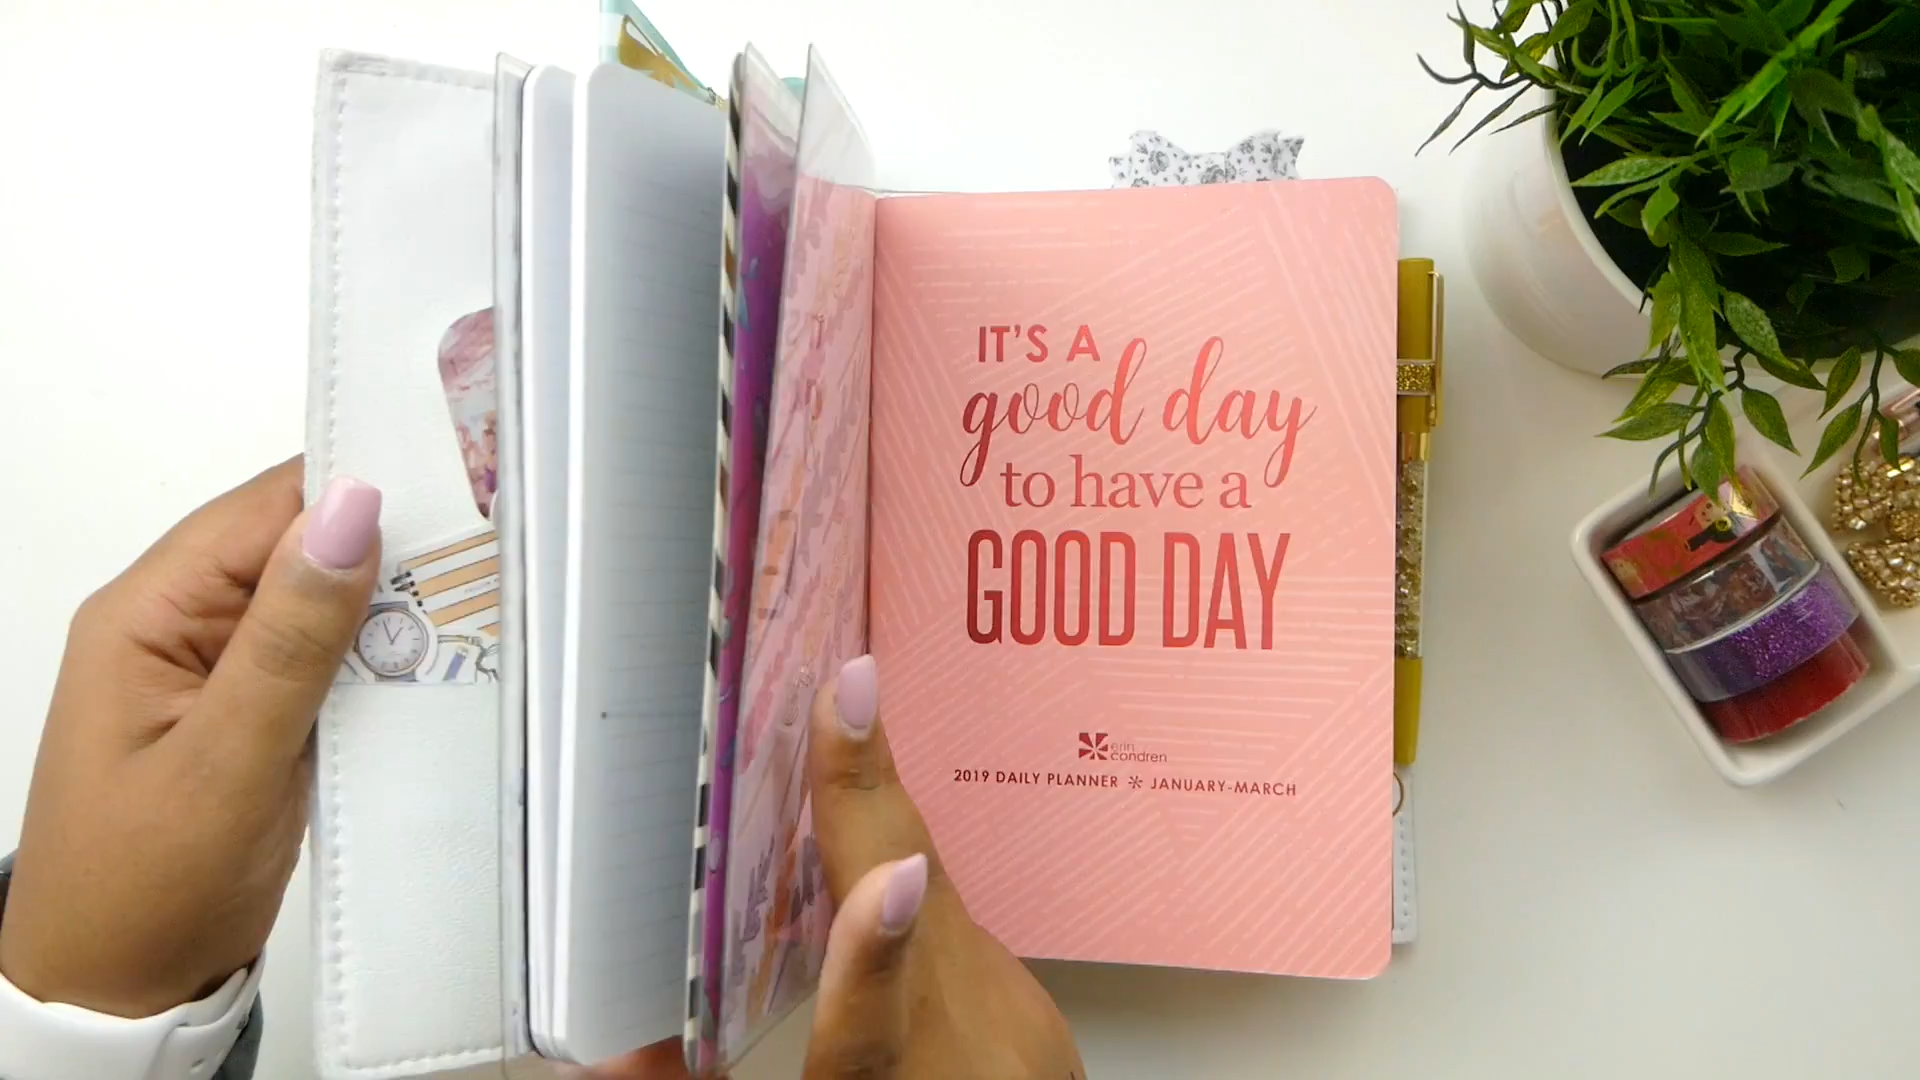 IT'S A
good day
to have a
GOOD DAY
erin
condren
2019 DAILY PLANNER * JANUARY-MARCH